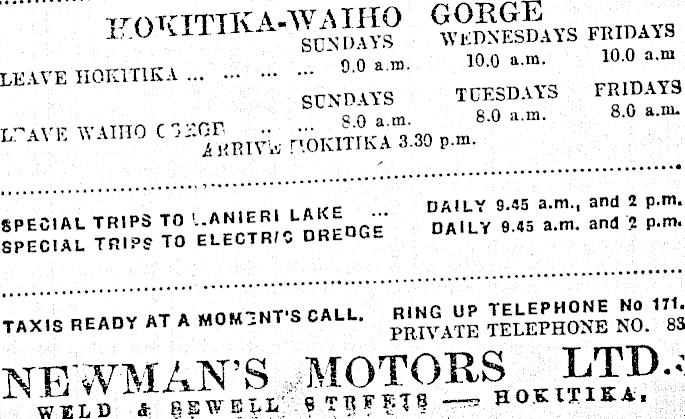 HOKITIKA-WAIHO GORGE
SUNDAYS WEDNESDAYS FRIDAYS
LEAVE HOKITIKA ... ... ... ... 9.0 a.m. 10.0 a.m. 10.0 a.m
SUNDAYS TUESDAYS FRIDAYS
LEAVE WAIHO GORGE .. ... 8.0 a.m. 8.0 a.m. 8.0 a.m.
ARRIVE HOKITIKA 3.30 p.m.
SPECIAL TRIPS TO KANIERI LAKE ... DAILY 9.45 a.m., and 2 p.m.
SPECIAL TRIPS TO ELECTRIC DREDGE DAILY 9.45 a.m. and 2 p.m.
TAXIS READY AT A MOMENT'S CALL. RING UP TELEPHONE No 171.
PRIVATE TELEPHONE NO. 83
NEWMAN'S MOTORS LTD.,
WELD & SEWELL STREETS — HOKITIKA.